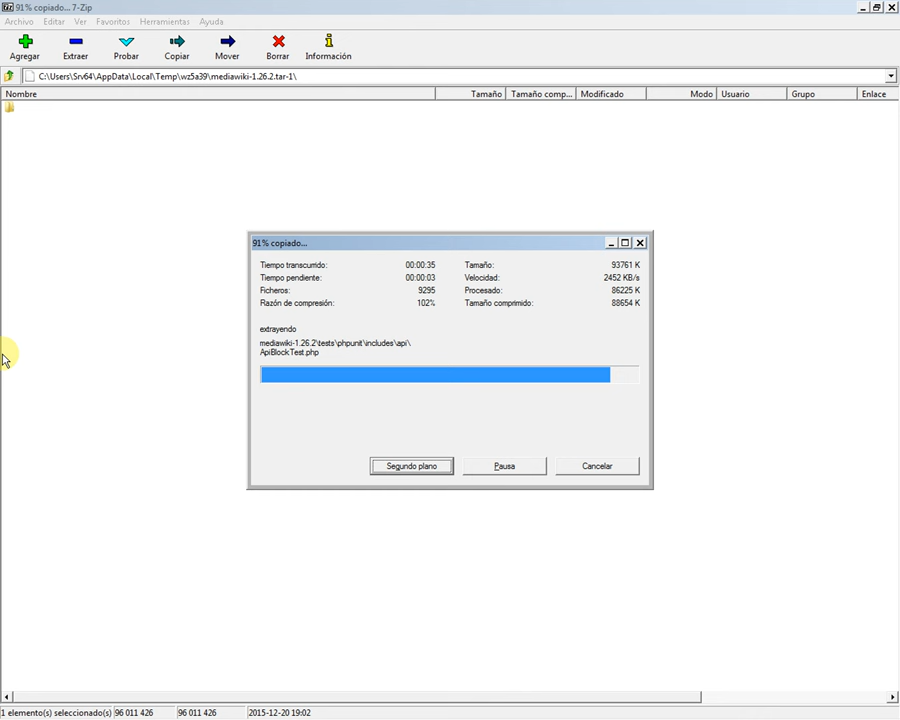 91% copiado... 7-Zip
Archivo Editar Ver Favoritos Herramientas Ayuda
Agregar Extraer Probar Copiar Mover Borrar Información
C:\Users\Srv64\AppData\Local\Temp\wz5a39\mediawiki-1.26.2.tar-1\
Nombre Tamaño Tamaño comp... Modificado Modo Usuario Grupo Enlace
91% copiado...
Tiempo transcurrido: 00:00:35 Tamaño: 93761 K
Tiempo pendiente: 00:00:03 Velocidad: 2452 KB/s
Ficheros: 9295 Procesado: 86225 K
Razón de compresión: 102% Tamaño comprimido: 88654 K
extrayendo
mediawiki-1.26.2\tests\phpunit\includes\api\
ApiBlockTest.php
Segundo plano Pausa Cancelar
1 elemento(s) seleccionado(s) 96 011 426 96 011 426 2015-12-20 19:02